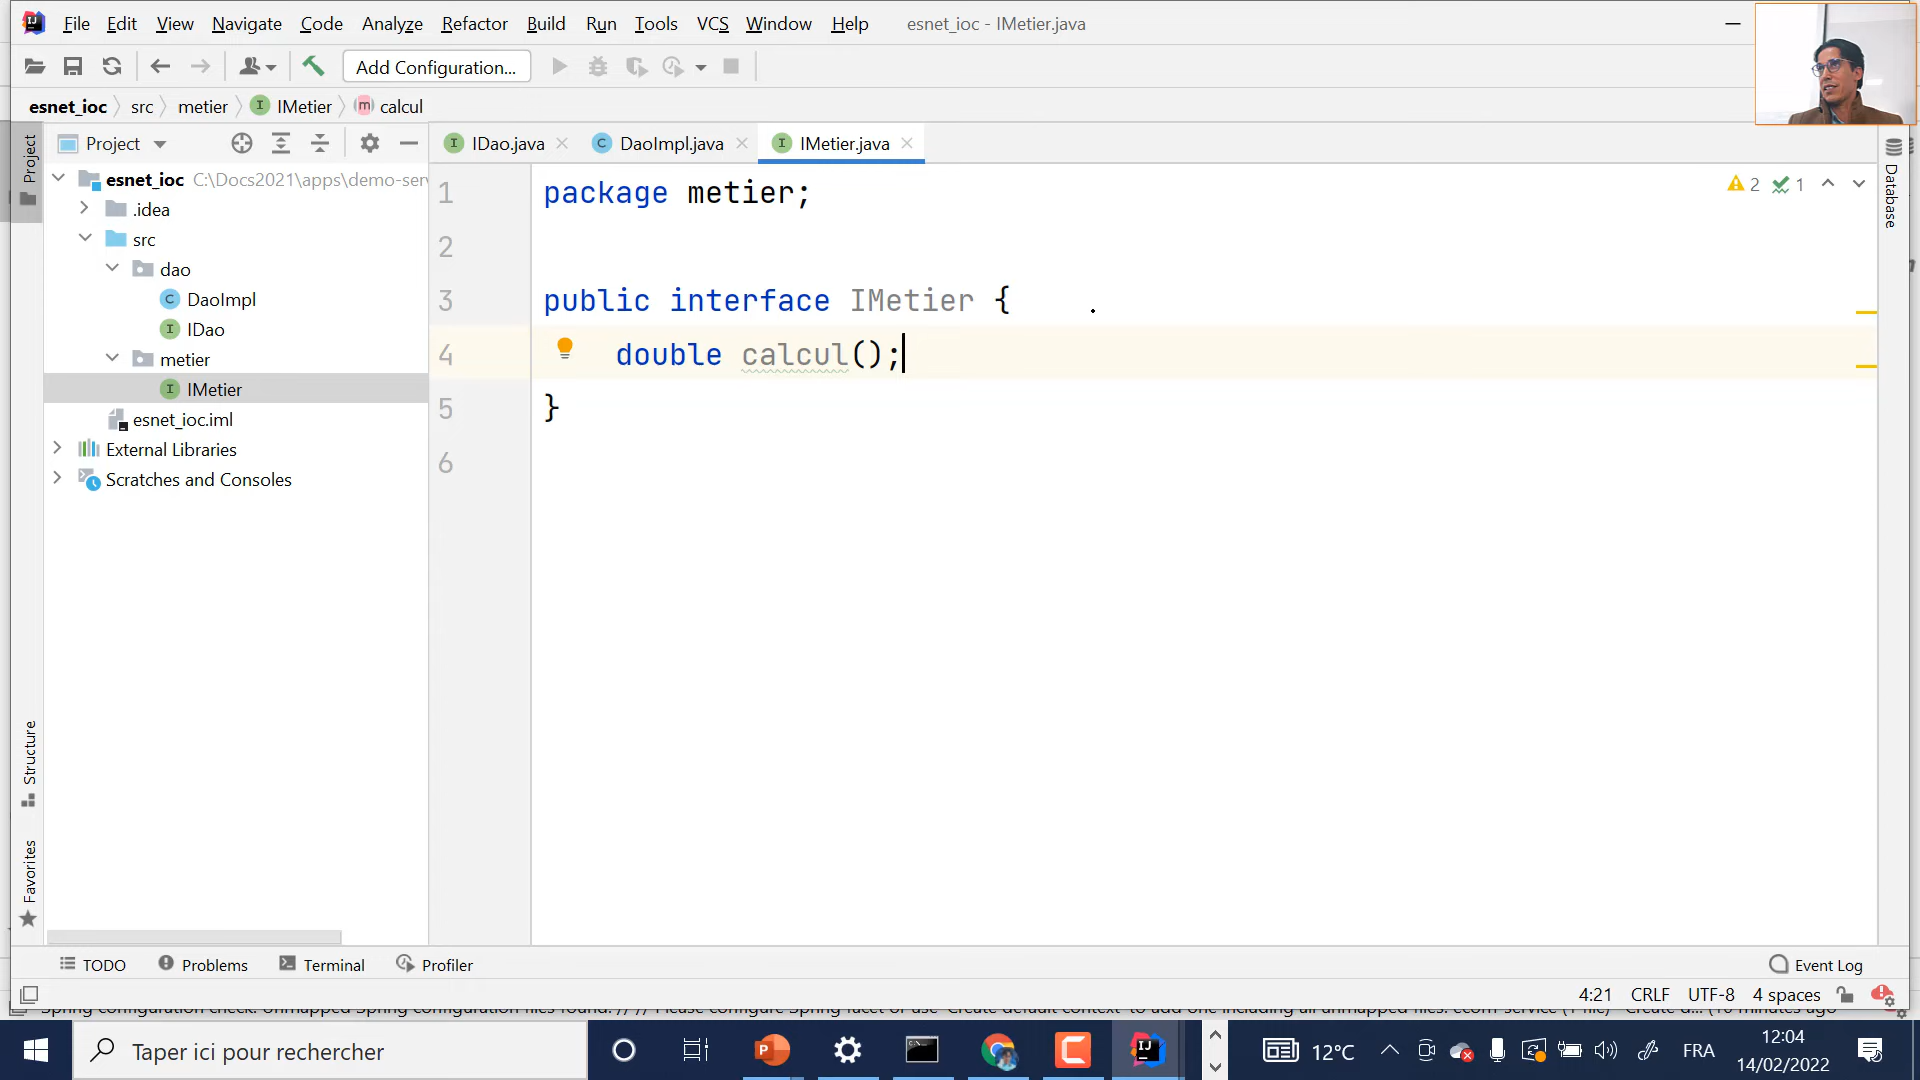 File Edit View Navigate Code Analyze Refactor Build Run Tools VCS Window Help esnet_ioc - IMetier.java
Add Configuration...
esnet_ioc src metier IMetier calcul
Project
IDao.java DaoImpl.java IMetier.java
Project
Structure
Favorites
esnet_ioc C:\Docs2021\apps\demo-ser
.idea
src
dao
DaoImpl
IDao
metier
IMetier
esnet_ioc.iml
External Libraries
Scratches and Consoles
1 package metier;
2
3 public interface IMetier {
4 double calcul();
5 }
6
2 1
Database
TODO Problems Terminal Profiler Event Log
4:21 CRLF UTF-8 4 spaces
Taper ici pour rechercher
12°C FRA
12:04
14/02/2022